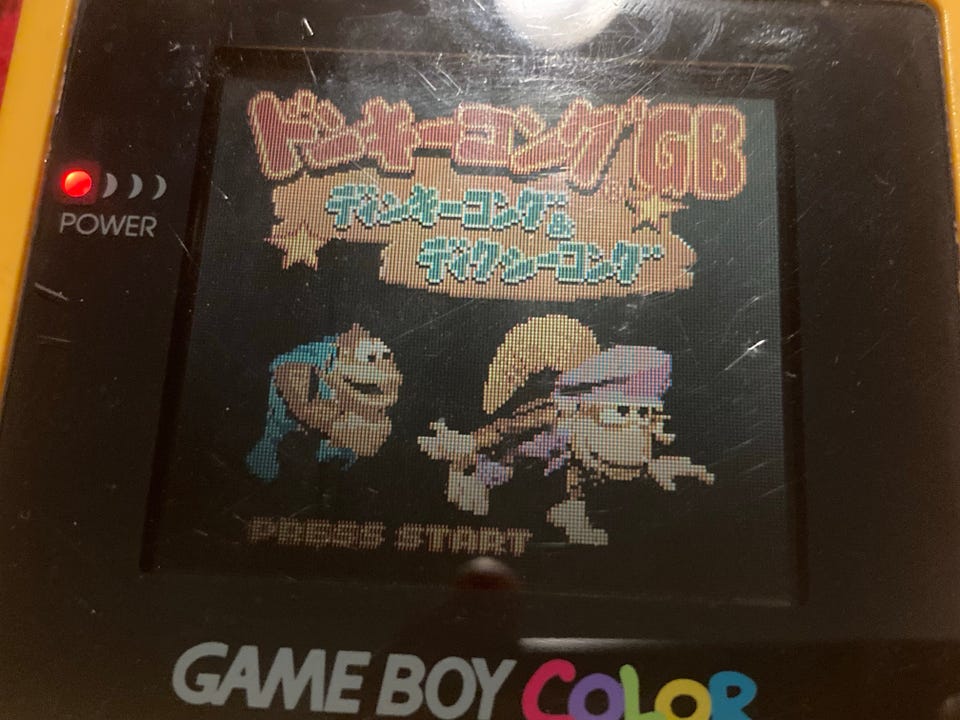 ドンキーコングGB
ディンキーコング&
ディクシーコング
POWER
PRESS START
GAME BOY COLOR